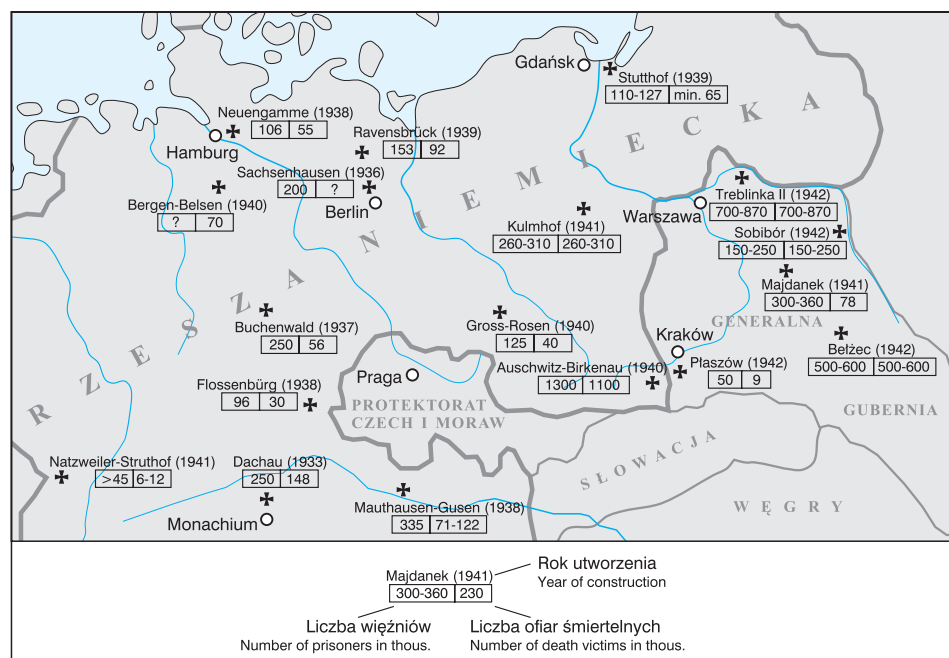 Gdańsk
Stutthof (1939)
110-127 min. 65
Neuengamme (1938)
106 55
Hamburg
Ravensbrück (1939)
153 92
Sachsenhausen (1936)
200 ?
Berlin
Bergen-Belsen (1940)
? 70
Treblinka II (1942)
700-870 700-870
Warszawa
Kulmhof (1941)
260-310 260-310
Sobibór (1942)
150-250 150-250
Majdanek (1941)
300-360 78
RZESZA NIEMIECKA
GENERALNA
GUBERNIA
Buchenwald (1937)
250 56
Gross-Rosen (1940)
125 40
Kraków
Bełżec (1942)
500-600 500-600
Auschwitz-Birkenau (1940)
1300 1100
Płaszów (1942)
50 9
Praga
PROTEKTORAT
CZECH I MORAW
Flossenbürg (1938)
96 30
SŁOWACJA
WĘGRY
Natzweiler-Struthof (1941)
>45 6-12
Dachau (1933)
250 148
Monachium
Mauthausen-Gusen (1938)
335 71-122
Majdanek (1941)
300-360 230
Rok utworzenia
Year of construction
Liczba więźniów
Number of prisoners in thous.
Liczba ofiar śmiertelnych
Number of death victims in thous.